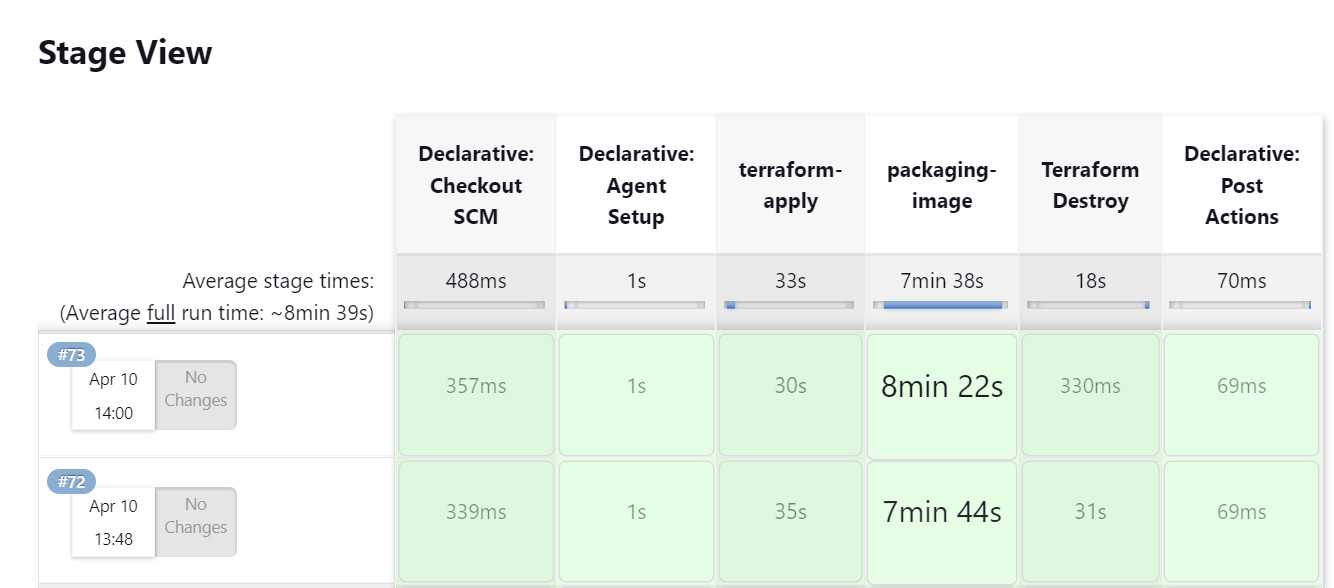 Stage View
Declarative:
Checkout
SCM
Declarative:
Agent
Setup
terraform-
apply
packaging-
image
Terraform
Destroy
Declarative:
Post
Actions
Average stage times:
(Average full run time: ~8min 39s)
488ms
1s
33s
7min 38s
18s
70ms
#73
Apr 10
14:00
No
Changes
357ms
1s
30s
8min 22s
330ms
69ms
#72
Apr 10
13:48
No
Changes
339ms
1s
35s
7min 44s
31s
69ms